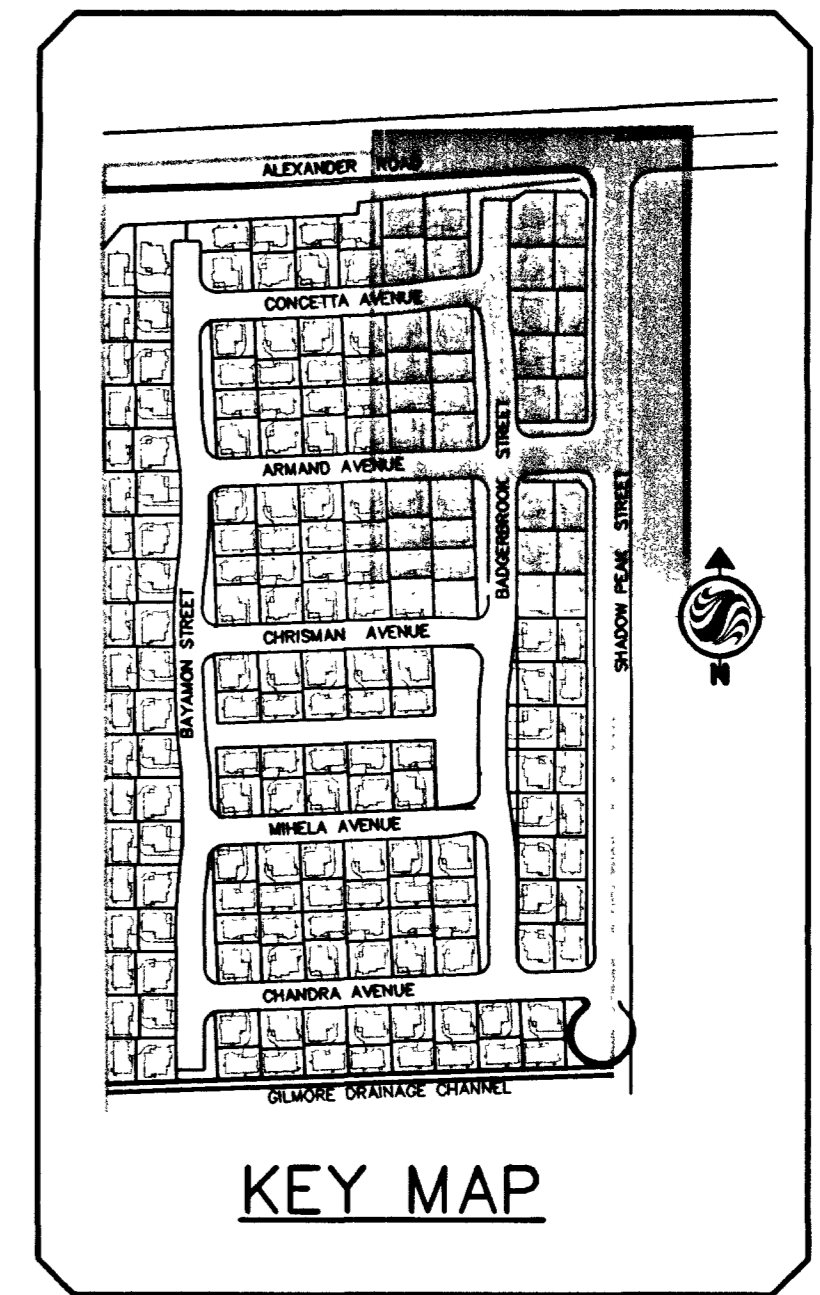 ALEXANDER ROAD
CONCETTA AVENUE
ARMAND AVENUE
BADGERBROOK STREET
SHADOW PEAK STREET
BAYAMON STREET
CHRISMAN AVENUE
N
MIHELA AVENUE
CHANDRA AVENUE
GILMORE DRAINAGE CHANNEL
KEY MAP